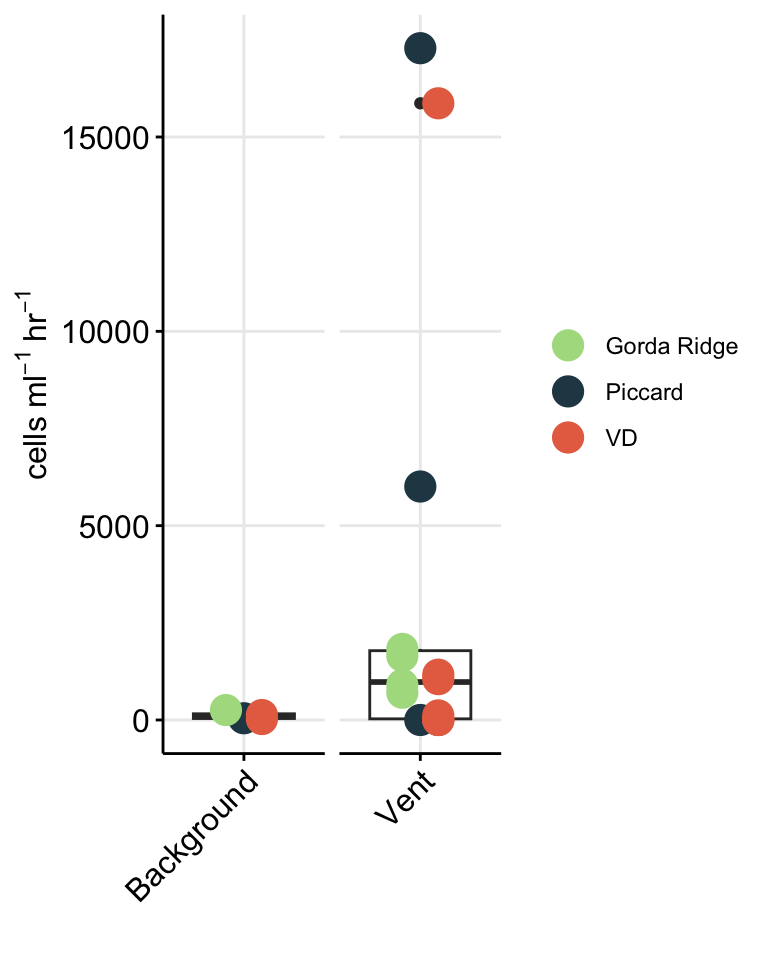 15000
10000
5000
0
cells ml⁻¹ hr⁻¹
Background
Vent
Gorda Ridge
Piccard
VD